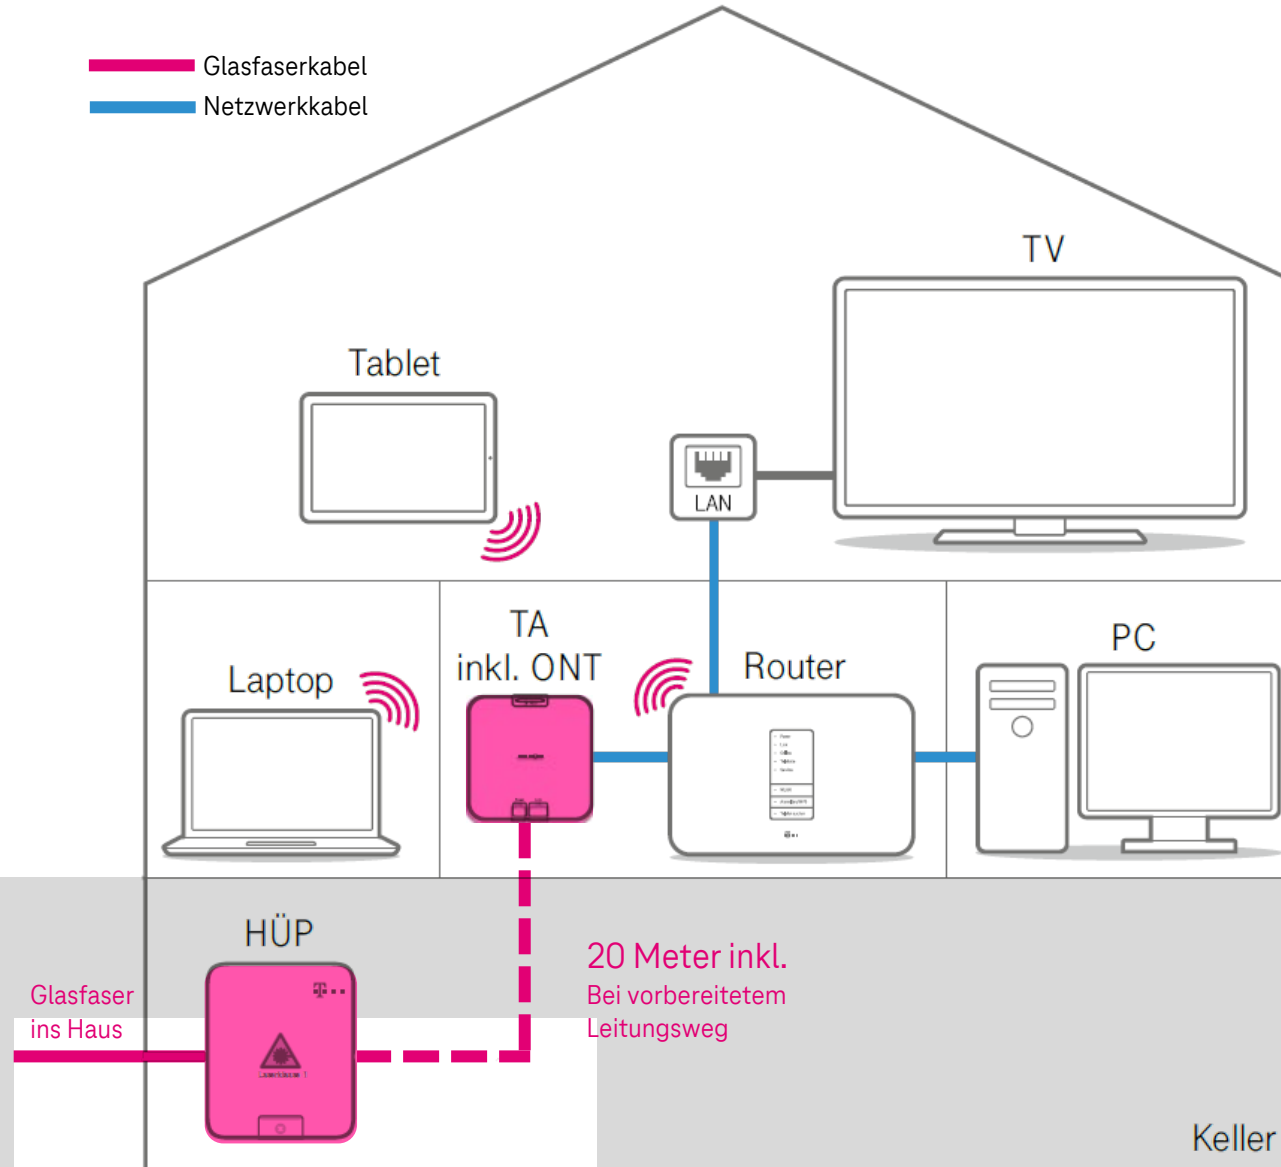 Glasfaserkabel
Netzwerkkabel
TV
Tablet
LAN
TA
inkl. ONT
Laptop
Router
PC
HÜP
20 Meter inkl.
Bei vorbereitetem
Leitungsweg
Glasfaser
ins Haus
Keller